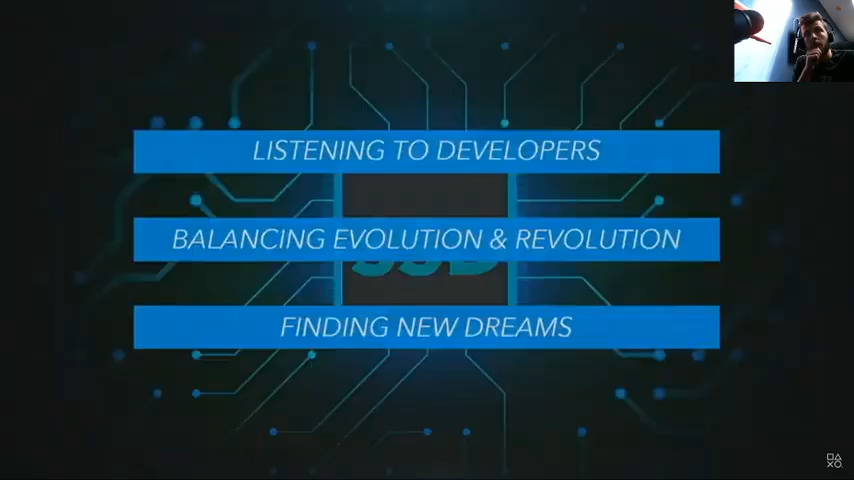 LISTENING TO DEVELOPERS
BALANCING EVOLUTION & REVOLUTION
FINDING NEW DREAMS